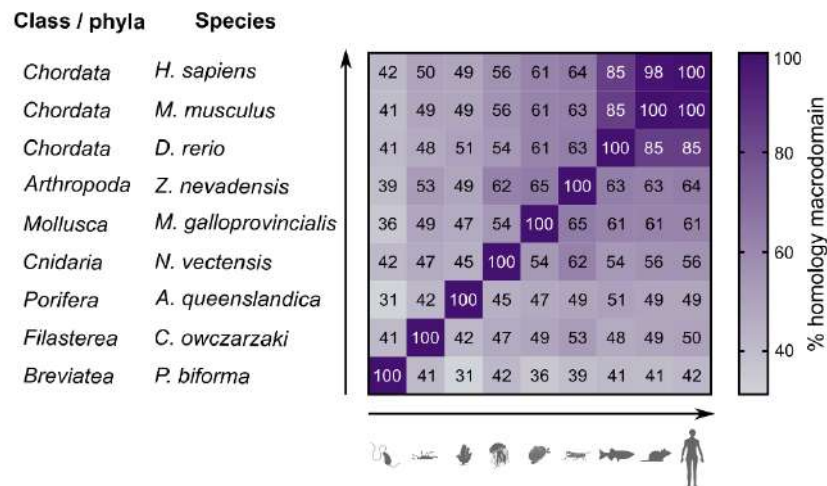 Class / phyla Species
Chordata H. sapiens 42 50 49 56 61 64 85 98 100
Chordata M. musculus 41 49 49 56 61 63 85 100 100
Chordata D. rerio 41 48 51 54 61 63 100 85 85
Arthropoda Z. nevadensis 39 53 49 62 65 100 63 63 64
Mollusca M. galloprovincialis 36 49 47 54 100 65 61 61 61
Cnidaria N. vectensis 42 47 45 100 54 62 54 56 56
Porifera A. queenslandica 31 42 100 45 47 49 51 49 49
Filasterea C. owczarzaki 41 100 42 47 49 53 48 49 50
Breviatea P. biforma 100 41 31 42 36 39 41 41 42
100
80
60
40
% homology macrodomain